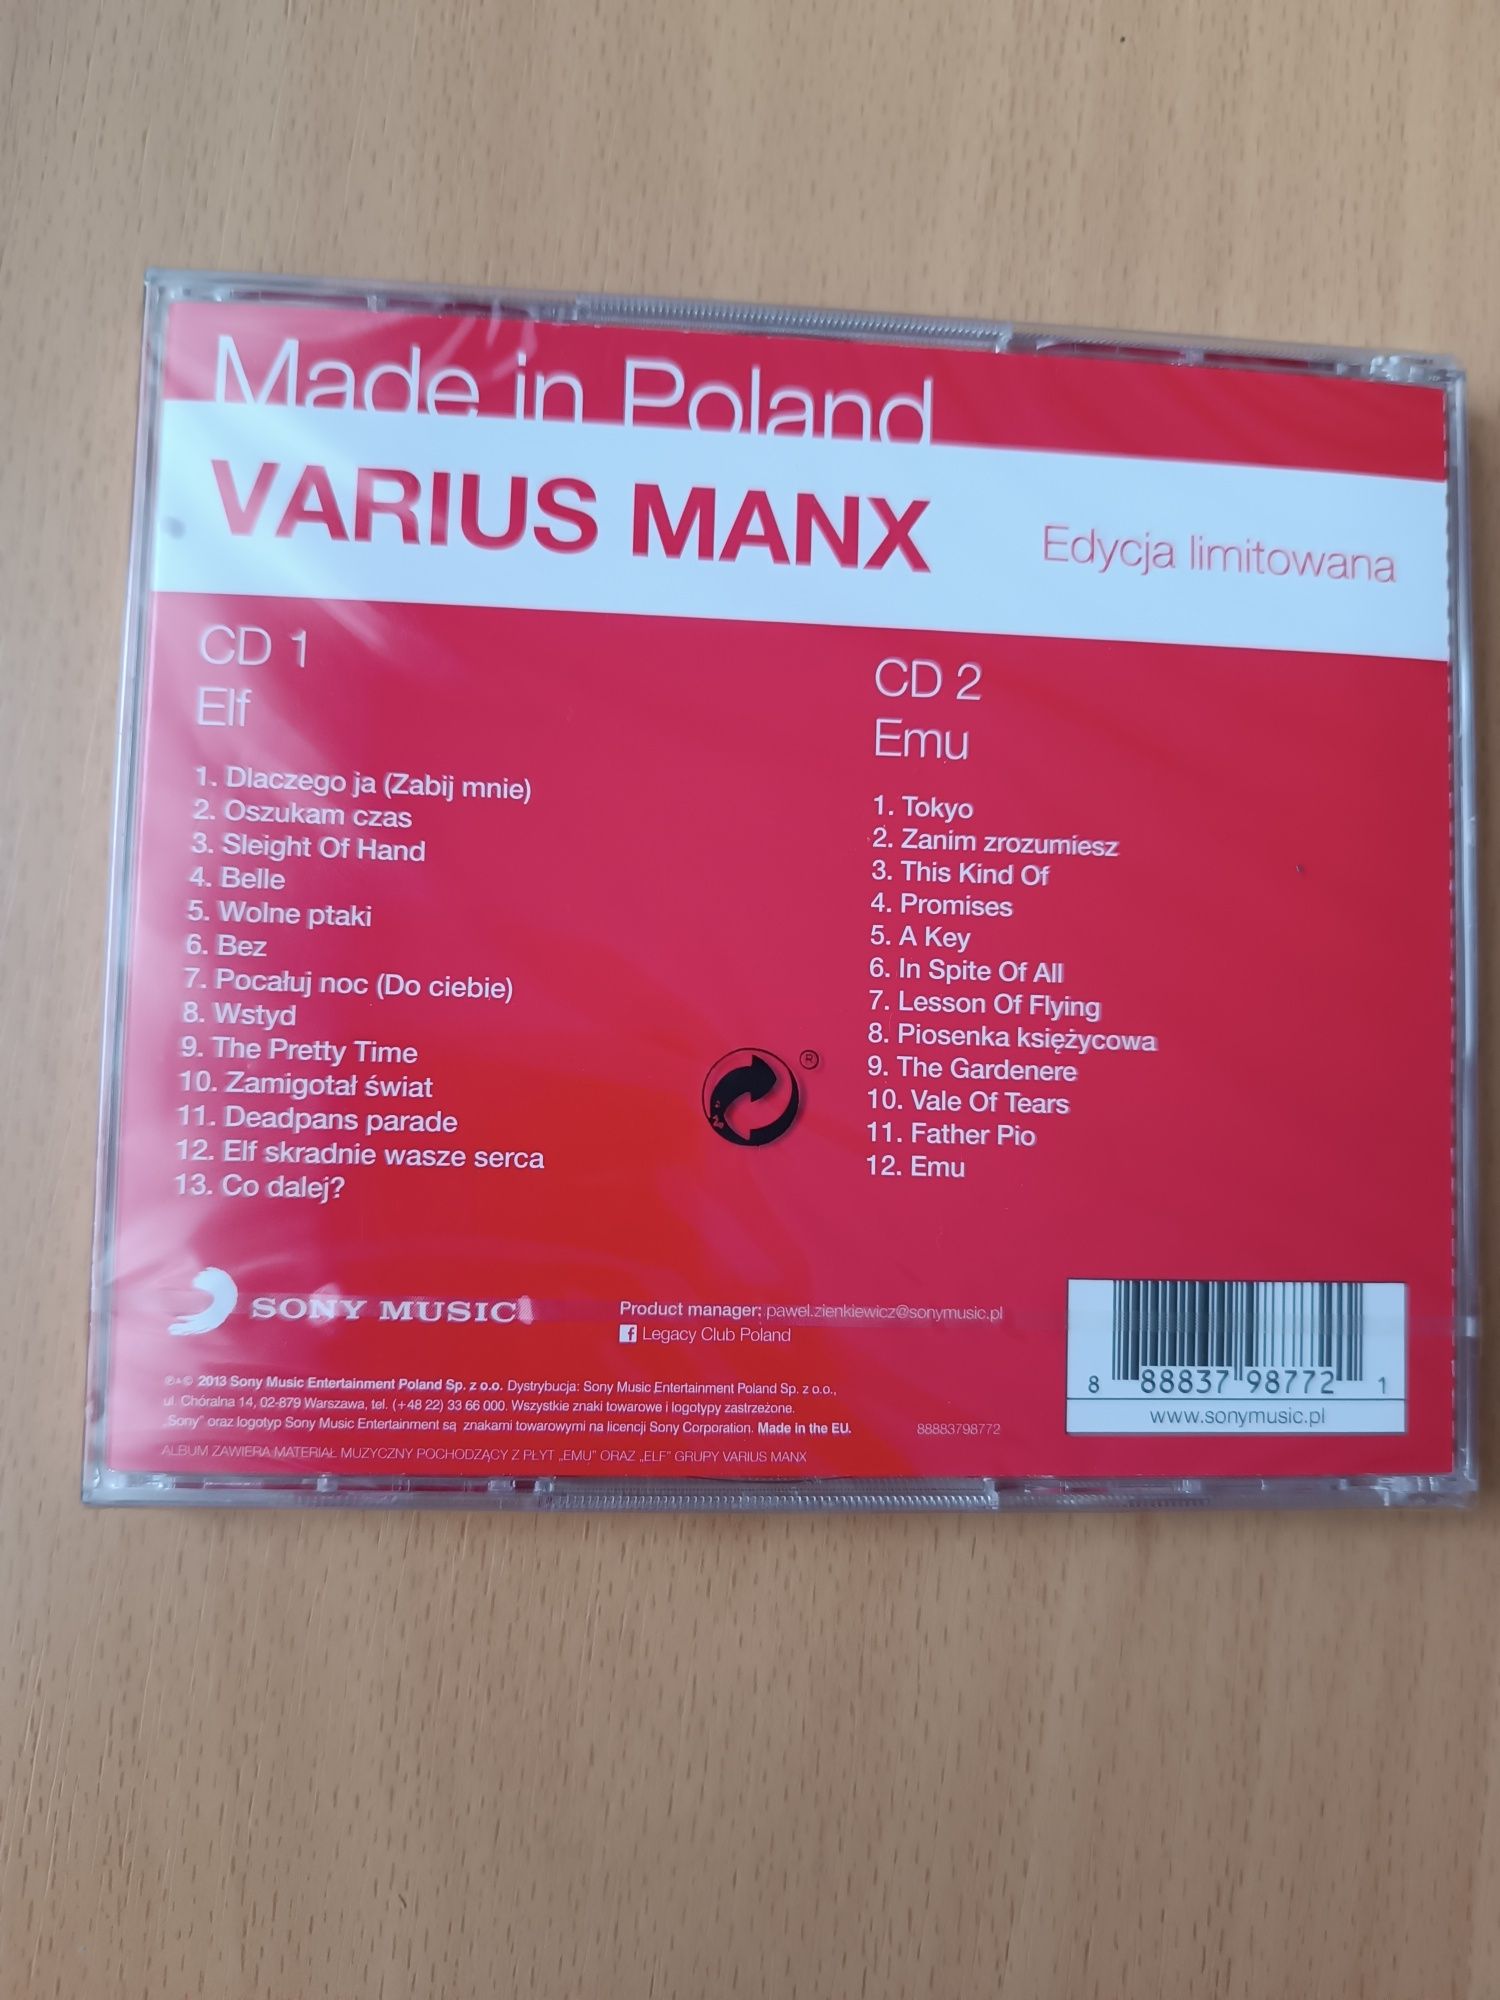 Made in Poland
VARIUS MANX
Edycja limitowana
CD 1
Elf
1. Dlaczego ja (Zabij mnie)
2. Oszukam czas
3. Sleight Of Hand
4. Belle
5. Wolne ptaki
6. Bez
7. Pocałuj noc (Do ciebie)
8. Wstyd
9. The Pretty Time
10. Zamigotał świat
11. Deadpans parade
12. Elf skradnie wasze serca
13. Co dalej?
CD 2
Emu
1. Tokyo
2. Zanim zrozumiesz
3. This Kind Of
4. Promises
5. A Key
6. In Spite Of All
7. Lesson Of Flying
8. Piosenka księżycowa
9. The Gardenere
10. Vale Of Tears
11. Father Pio
12. Emu
®
SONY MUSIC
Product manager: pawel.zienkiewicz@sonymusic.pl
f Legacy Club Poland
℗ + © 2013 Sony Music Entertainment Poland Sp. z o.o. Dystrybucja: Sony Music Entertainment Poland Sp. z o.o.,
ul. Chóralna 14, 02-879 Warszawa, tel. (+48 22) 33 66 000. Wszystkie znaki towarowe i logotypy zastrzeżone.
„Sony” oraz logotyp Sony Music Entertainment są znakami towarowymi na licencji Sony Corporation. Made in the EU.
88883798772
ALBUM ZAWIERA MATERIAŁ MUZYCZNY POCHODZĄCY Z PŁYT „EMU” ORAZ „ELF” GRUPY VARIUS MANX
8 88837 98772 1
www.sonymusic.pl